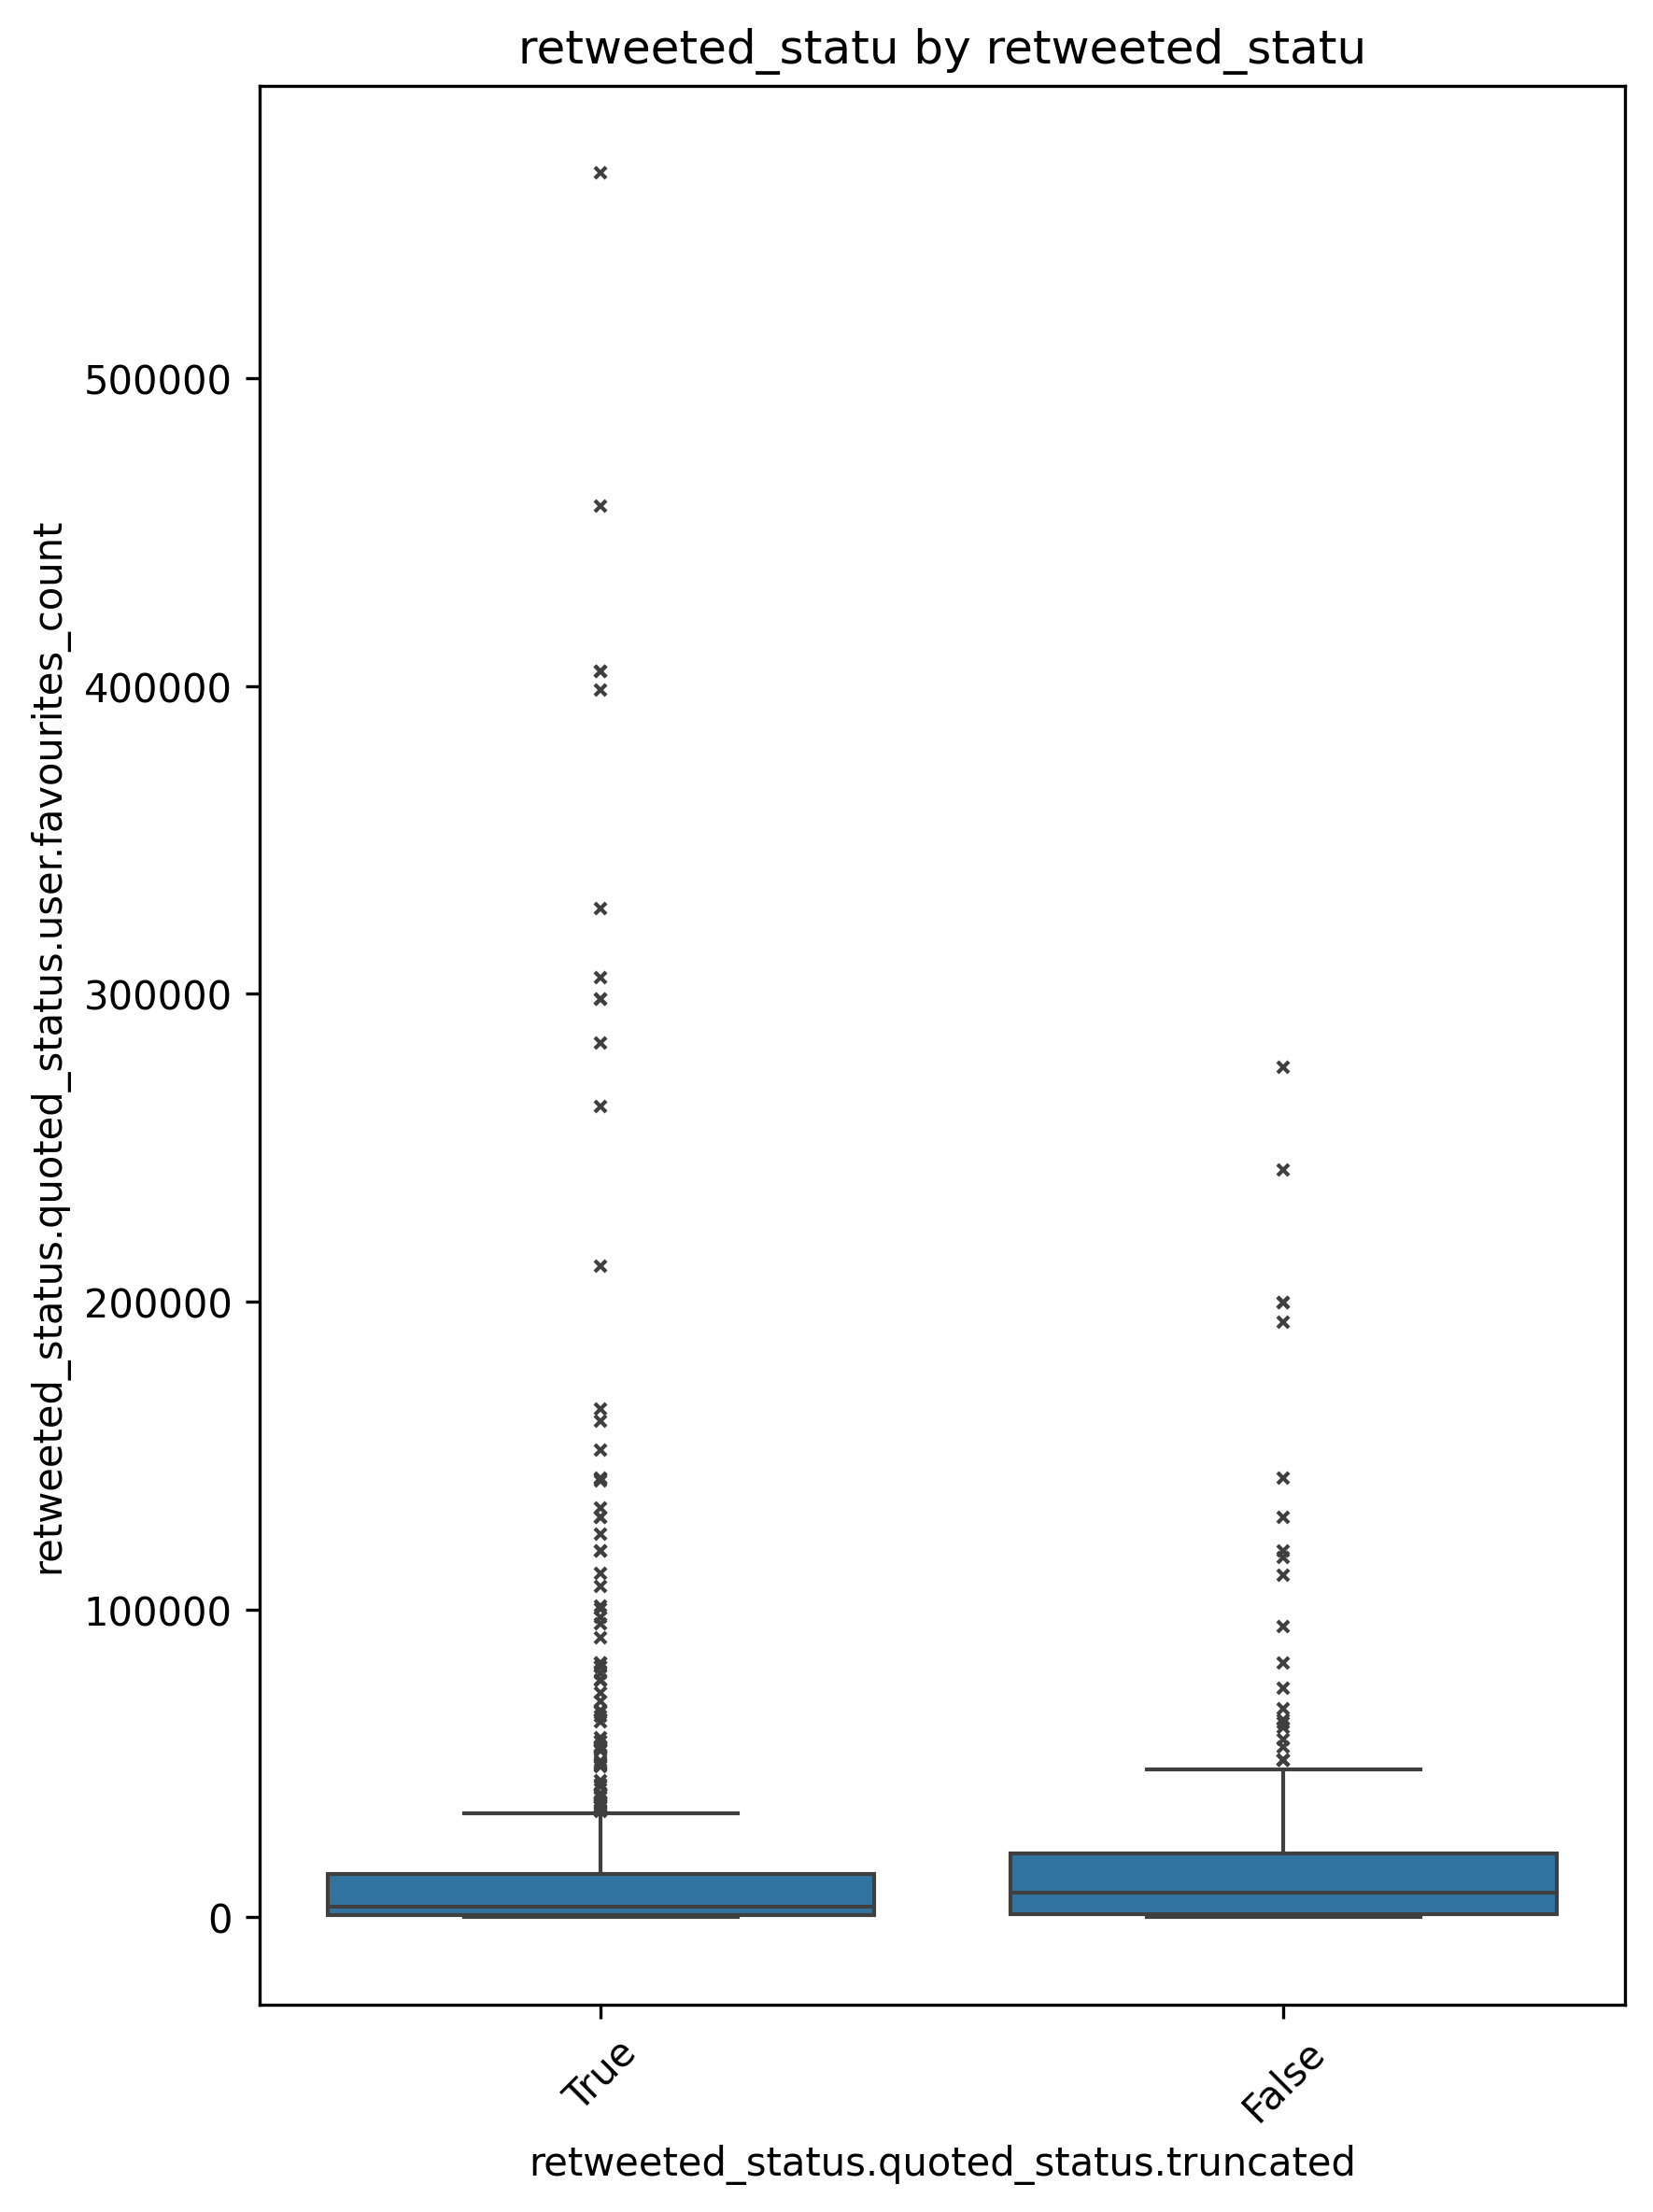 retweeted_statu by retweeted_statu
retweeted_status.quoted_status.user.favourites_count
500000
400000
300000
200000
100000
0
True
False
retweeted_status.quoted_status.truncated